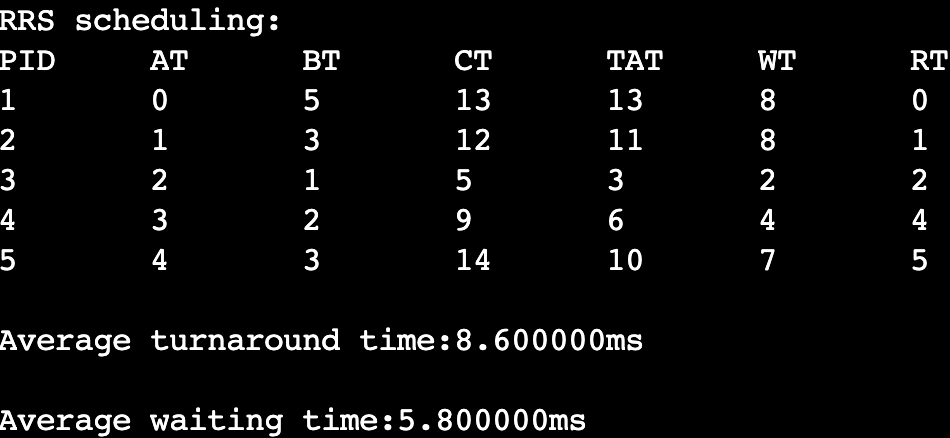 RRS scheduling:
PID AT BT CT TAT WT RT
1 0 5 13 13 8 0
2 1 3 12 11 8 1
3 2 1 5 3 2 2
4 3 2 9 6 4 4
5 4 3 14 10 7 5
Average turnaround time:8.600000ms
Average waiting time:5.800000ms